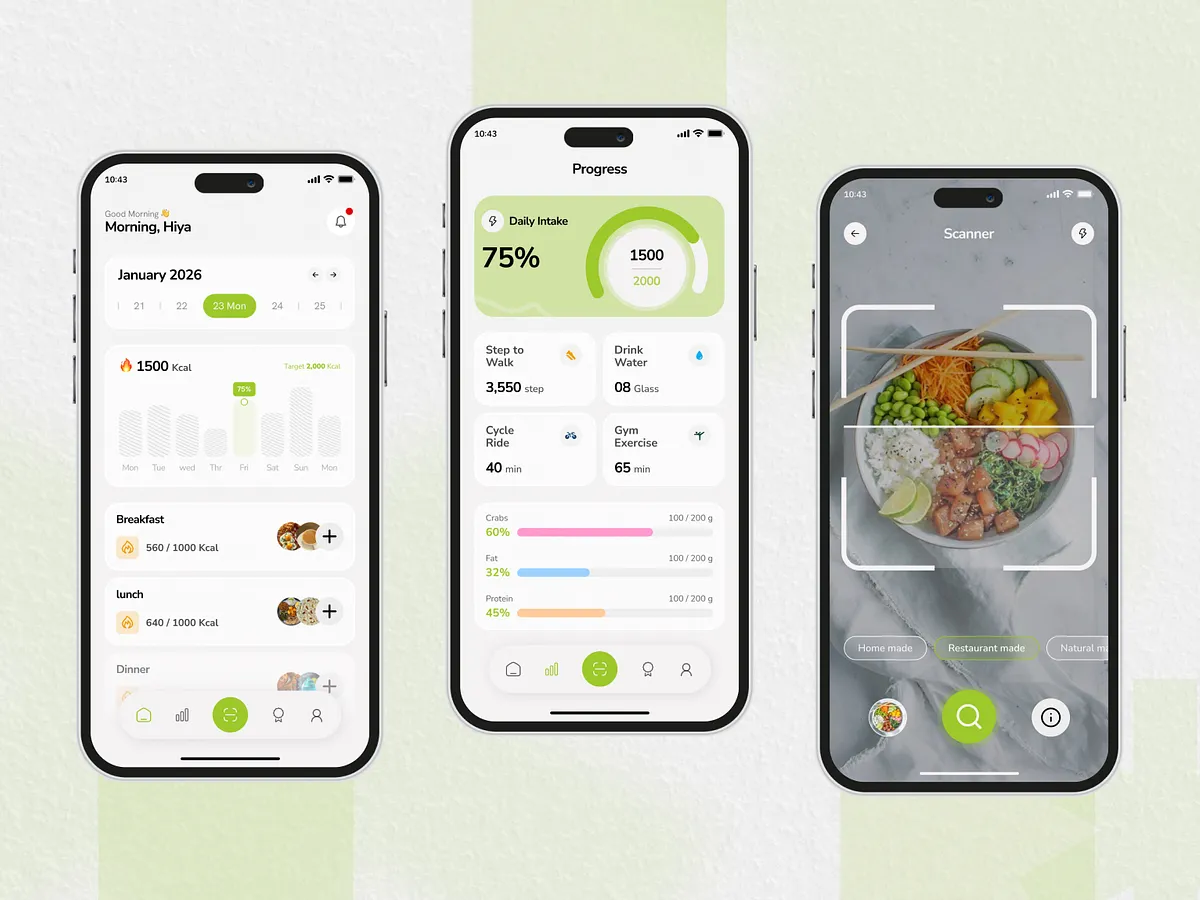 10:43
Good Morning 👋
Morning, Hiya
January 2026
21
22
23 Mon
24
25
1500 Kcal
Target 2,000 Kcal
75%
Mon
Tue
wed
Thr
Fri
Sat
Sun
Mon
Breakfast
560 / 1000 Kcal
lunch
640 / 1000 Kcal
Dinner
10:43
Progress
Daily Intake
75%
1500
2000
Step to
Walk
3,550 step
Drink
Water
08 Glass
Cycle
Ride
40 min
Gym
Exercise
65 min
Crabs
100 / 200 g
60%
Fat
100 / 200 g
32%
Protein
100 / 200 g
45%
10:43
Scanner
Home made
Restaurant made
Natural m